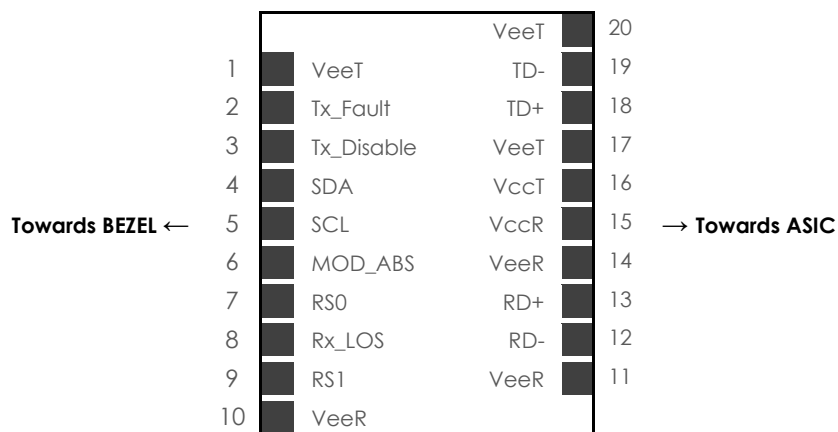 VeeT 20
1 VeeT TD- 19
2 Tx_Fault TD+ 18
3 Tx_Disable VeeT 17
4 SDA VccT 16
Towards BEZEL ← 5 SCL VccR 15 → Towards ASIC
6 MOD_ABS VeeR 14
7 RS0 RD+ 13
8 Rx_LOS RD- 12
9 RS1 VeeR 11
10 VeeR